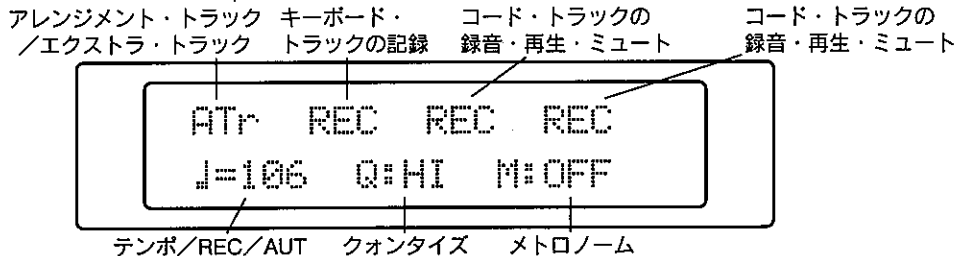 アレンジメント・トラック
／エクストラ・トラック
キーボード・
トラックの記録
コード・トラックの
録音・再生・ミュート
コード・トラックの
録音・再生・ミュート
ATr REC REC REC
♩=106 Q:HI M:OFF
テンポ／REC／AUT クォンタイズ メトロノーム